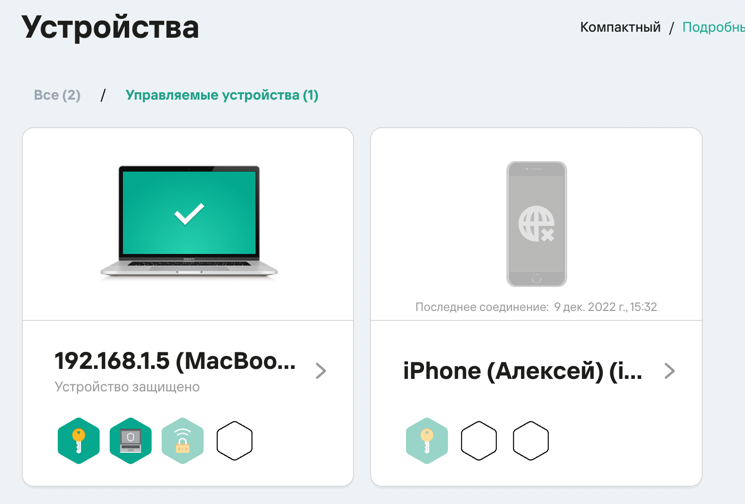 Устройства
Компактный / Подробны
Все (2) / Управляемые устройства (1)
Последнее соединение: 9 дек. 2022 г., 15:32
192.168.1.5 (MacBoo...
Устройство защищено
iPhone (Алексей) (i...